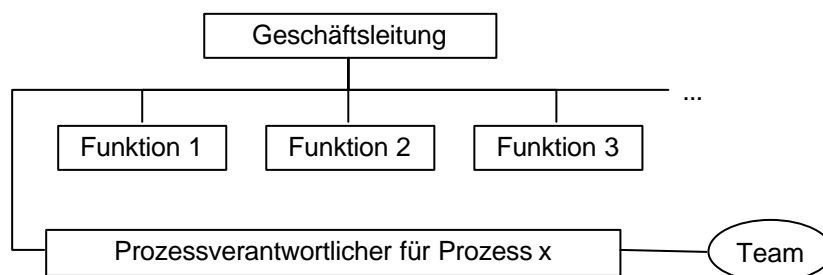 Geschäftsleitung
...
Funktion 1
Funktion 2
Funktion 3
Prozessverantwortlicher für Prozess x
Team